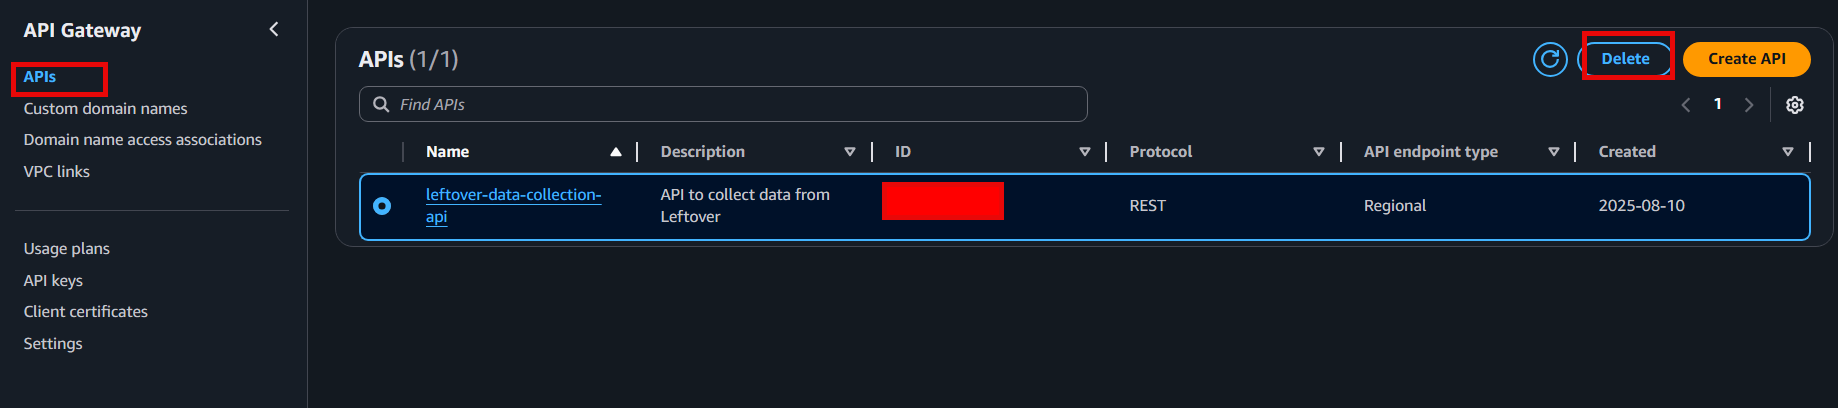 API Gateway
APIs
Custom domain names
Domain name access associations
VPC links
Usage plans
API keys
Client certificates
Settings
APIs (1/1)
Delete
Create API
Find APIs
1
Name
Description
ID
Protocol
API endpoint type
Created
leftover-data-collection-
api
API to collect data from
Leftover
REST
Regional
2025-08-10